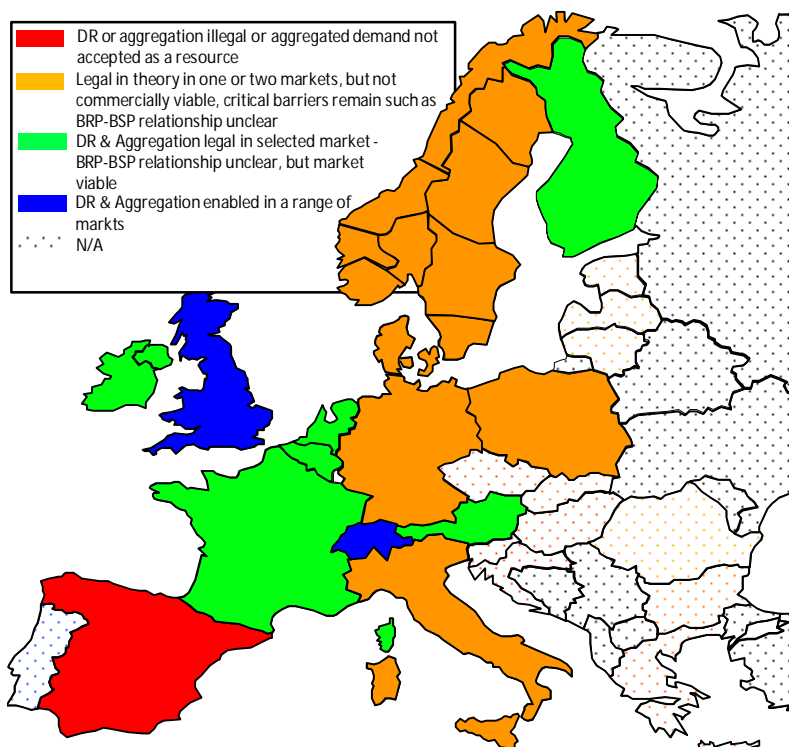 DR or aggregation illegal or aggregated demand not
accepted as a resource
Legal in theory in one or two markets, but not
commercially viable, critical barriers remain such as
BRP-BSP relationship unclear
DR & Aggregation legal in selected market -
BRP-BSP relationship unclear, but market
viable
DR & Aggregation enabled in a range of
markts
N/A